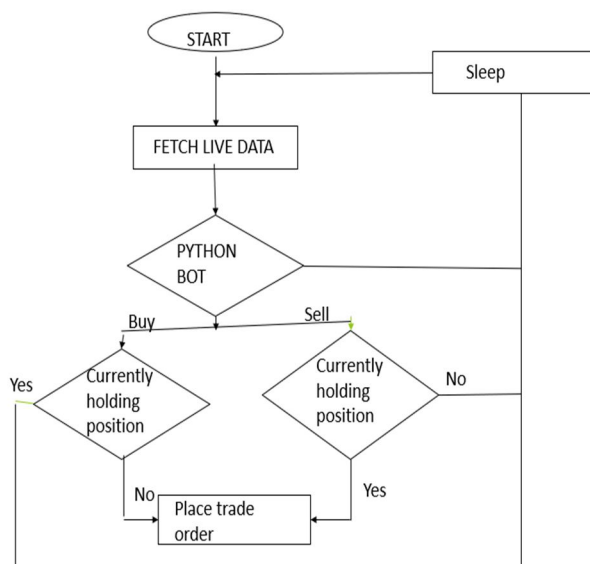 START
Sleep
FETCH LIVE DATA
PYTHON
BOT
Buy
Sell
Yes
Currently
holding
position
Currently
holding
position
No
No
Place trade
order
Yes